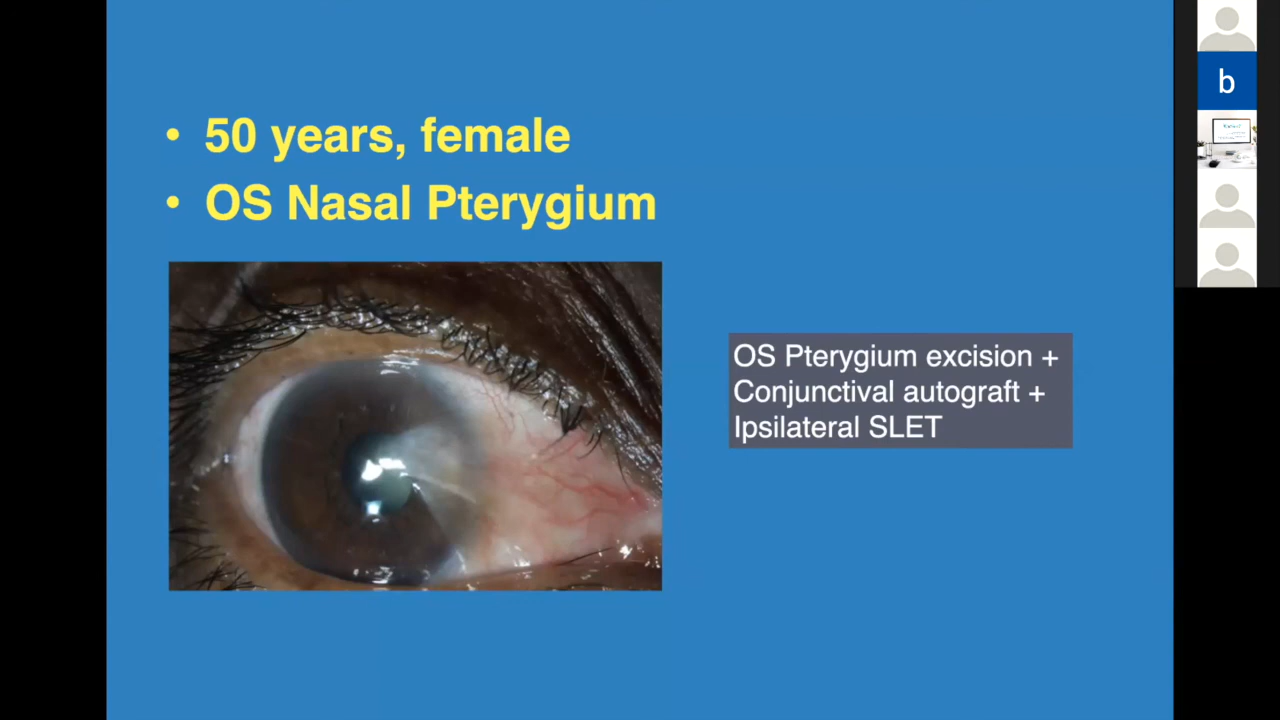 • 50 years, female
• OS Nasal Pterygium
OS Pterygium excision +
Conjunctival autograft +
Ipsilateral SLET
b